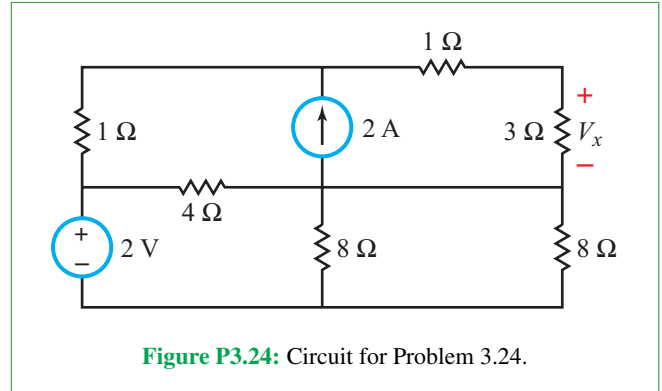 1 Ω
+
1 Ω
2 A
3 Ω
Vx
−
4 Ω
+
−
2 V
8 Ω
8 Ω
Figure P3.24: Circuit for Problem 3.24.